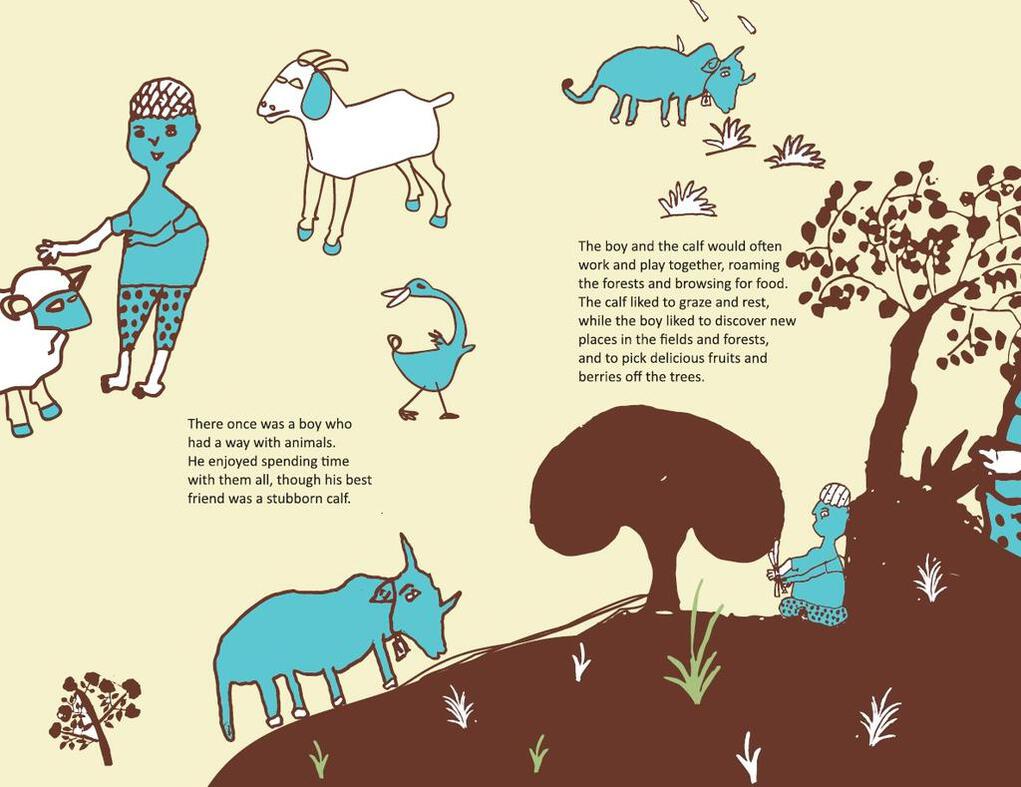 There once was a boy who
had a way with animals.
He enjoyed spending time
with them all, though his best
friend was a stubborn calf.
The boy and the calf would often
work and play together, roaming
the forests and browsing for food.
The calf liked to graze and rest,
while the boy liked to discover new
places in the fields and forests,
and to pick delicious fruits and
berries off the trees.